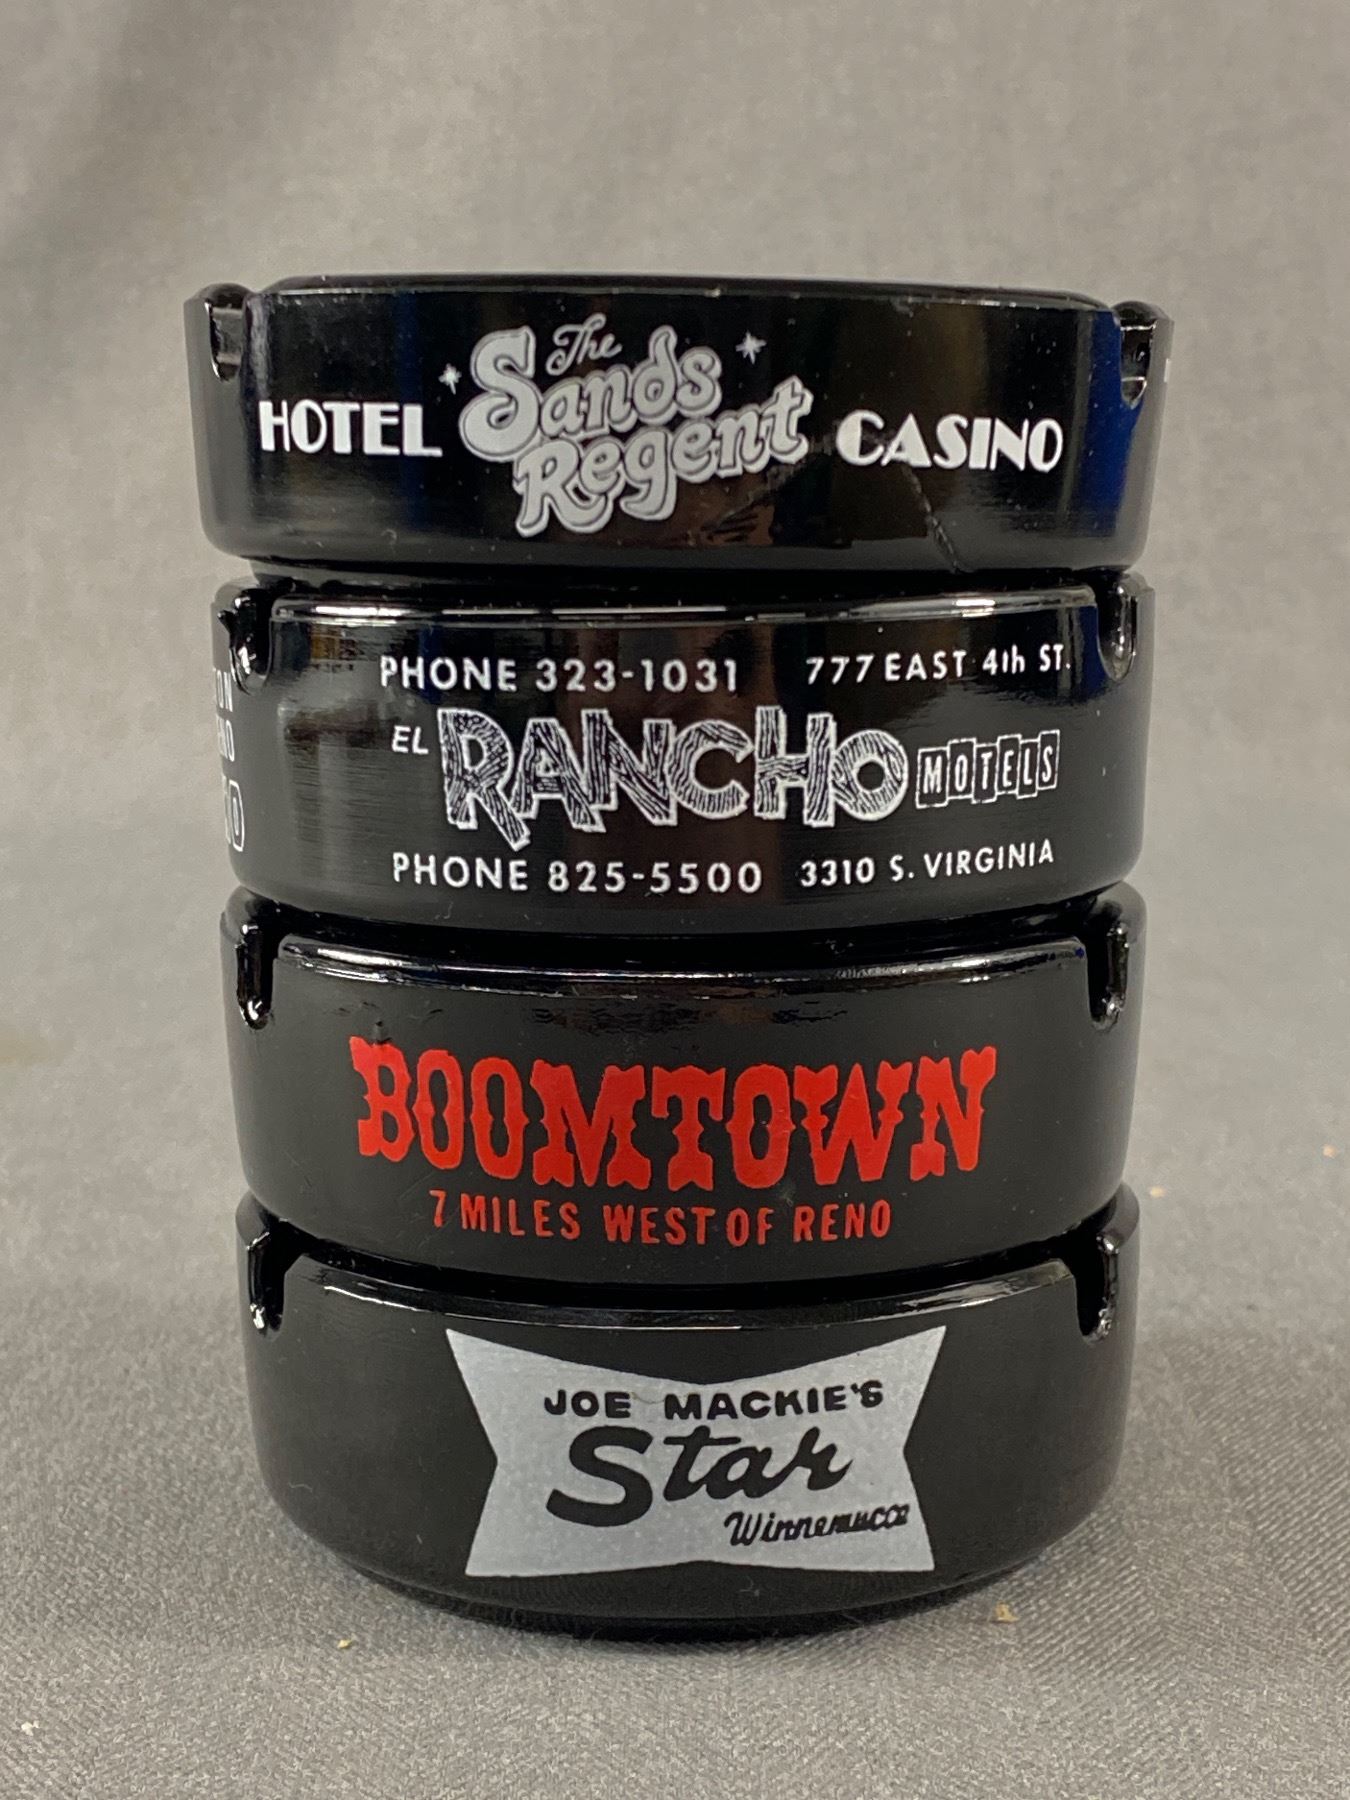 HOTEL The Sands Regent CASINO
PHONE 323-1031 777 EAST 4th ST.
EL RANCHO MOTELS
PHONE 825-5500 3310 S. VIRGINIA
BOOMTOWN
7 MILES WEST OF RENO
JOE MACKIE'S
Star
Winnemucca